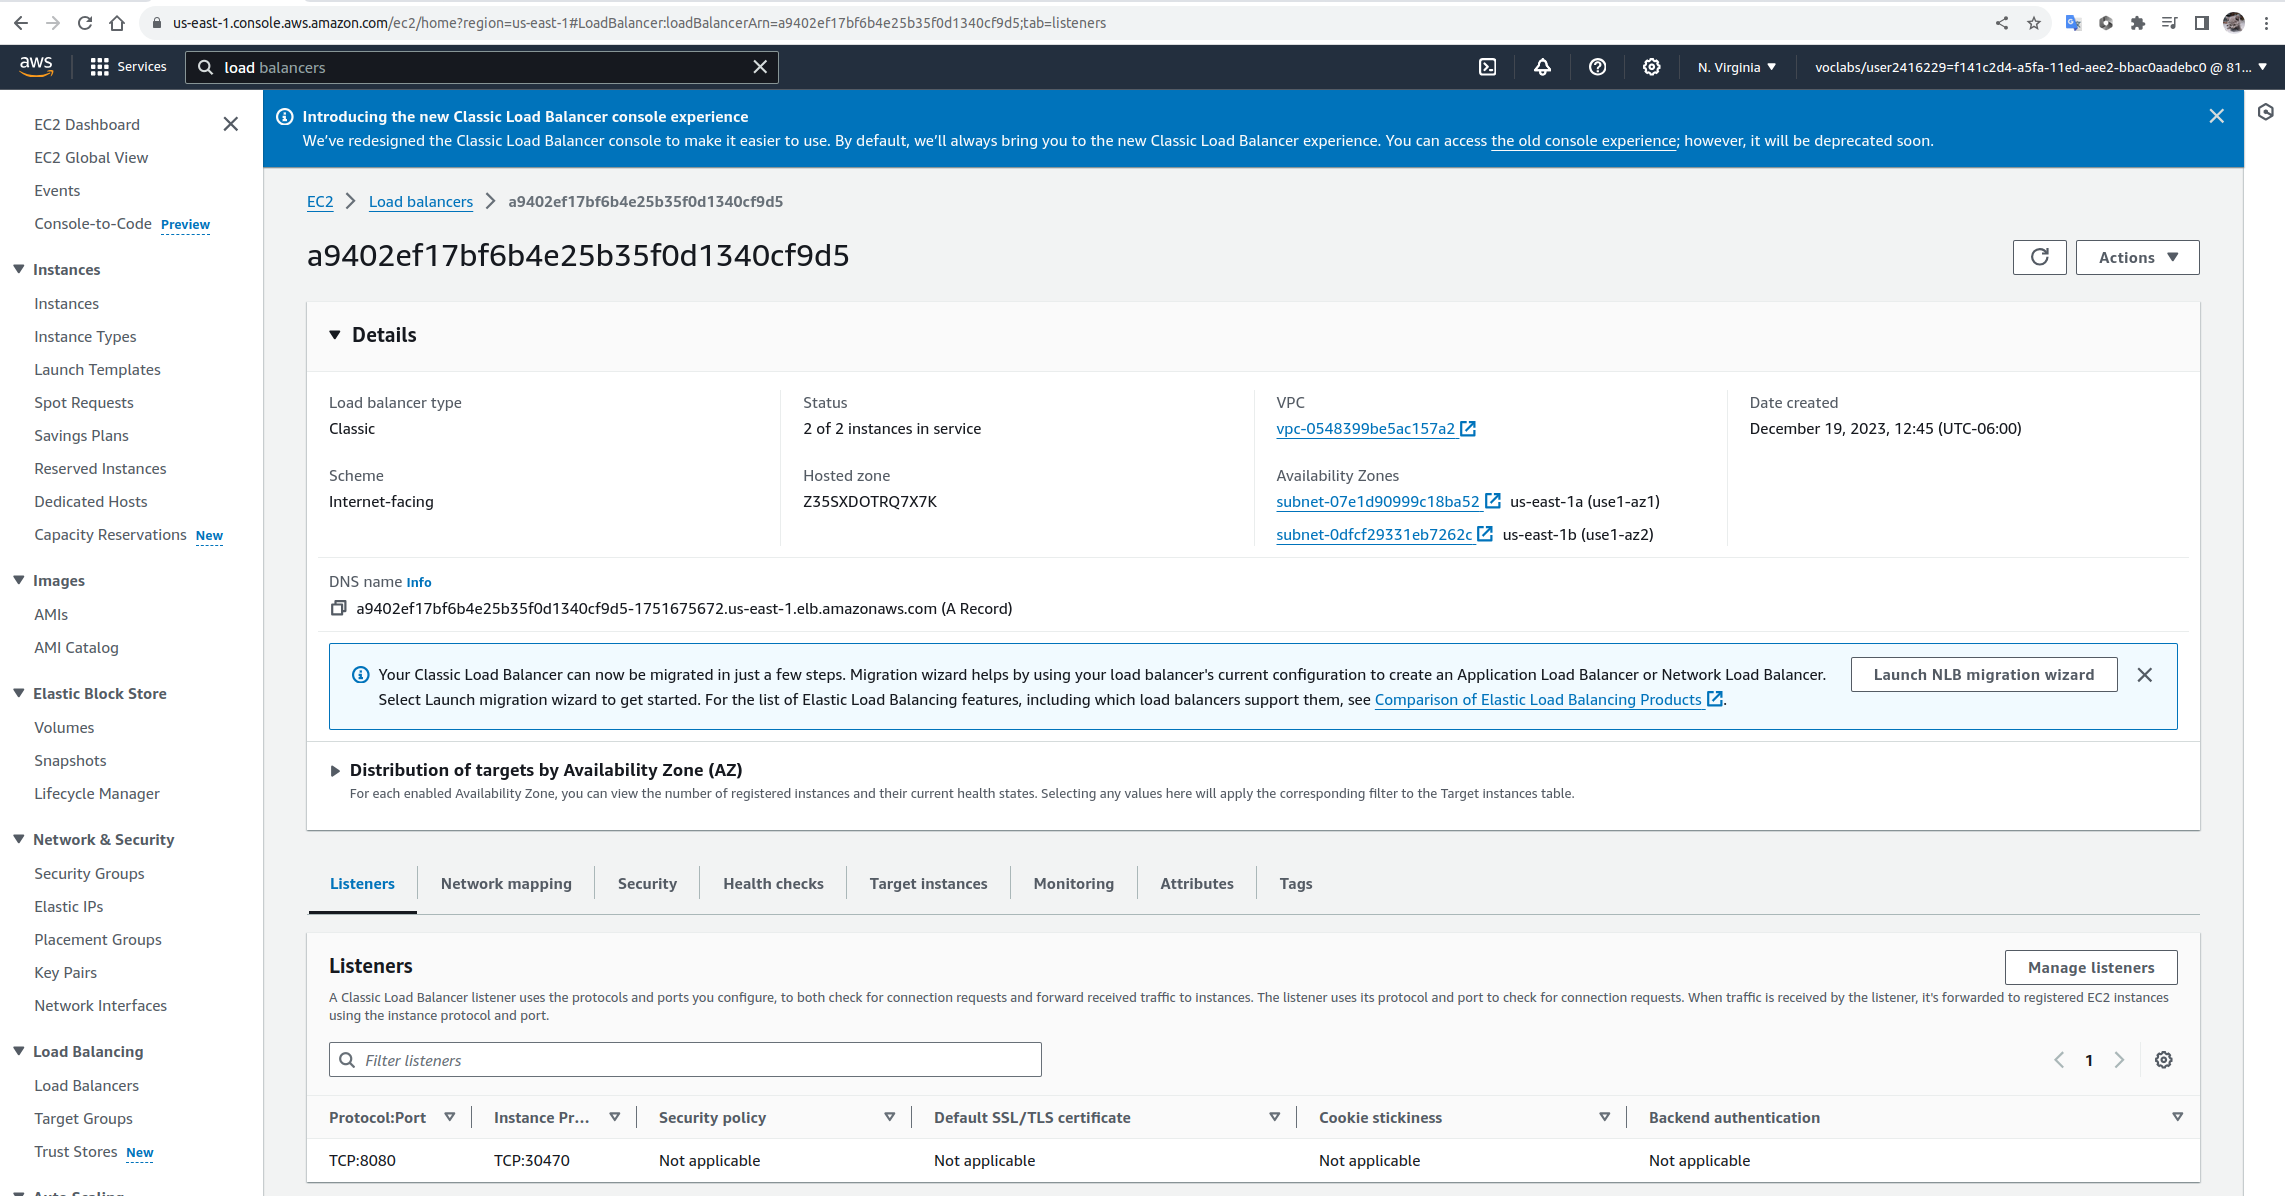 us-east-1.console.aws.amazon.com/ec2/home?region=us-east-1#LoadBalancer:loadBalancerArn=a9402ef17bf6b4e25b35f0d1340cf9d5;tab=listeners
aws
Services
load balancers
N. Virginia
voclabs/user2416229=f141c2d4-a5fa-11ed-aee2-bbac0aadebc0 @ 81...
EC2 Dashboard
EC2 Global View
Events
Console-to-Code Preview
Instances
Instances
Instance Types
Launch Templates
Spot Requests
Savings Plans
Reserved Instances
Dedicated Hosts
Capacity Reservations New
Images
AMIs
AMI Catalog
Elastic Block Store
Volumes
Snapshots
Lifecycle Manager
Network & Security
Security Groups
Elastic IPs
Placement Groups
Key Pairs
Network Interfaces
Load Balancing
Load Balancers
Target Groups
Trust Stores New
Auto Scaling
Introducing the new Classic Load Balancer console experience
We've redesigned the Classic Load Balancer console to make it easier to use. By default, we'll always bring you to the new Classic Load Balancer experience. You can access the old console experience; however, it will be deprecated soon.
EC2 > Load balancers > a9402ef17bf6b4e25b35f0d1340cf9d5
a9402ef17bf6b4e25b35f0d1340cf9d5
Actions
Details
Load balancer type
Classic
Status
2 of 2 instances in service
VPC
vpc-0548399be5ac157a2
Date created
December 19, 2023, 12:45 (UTC-06:00)
Scheme
Internet-facing
Hosted zone
Z35SXDOTRQ7X7K
Availability Zones
subnet-07e1d90999c18ba52 us-east-1a (use1-az1)
subnet-0dfcf29331eb7262c us-east-1b (use1-az2)
DNS name Info
a9402ef17bf6b4e25b35f0d1340cf9d5-1751675672.us-east-1.elb.amazonaws.com (A Record)
Your Classic Load Balancer can now be migrated in just a few steps. Migration wizard helps by using your load balancer's current configuration to create an Application Load Balancer or Network Load Balancer.
Select Launch migration wizard to get started. For the list of Elastic Load Balancing features, including which load balancers support them, see Comparison of Elastic Load Balancing Products.
Launch NLB migration wizard
Distribution of targets by Availability Zone (AZ)
For each enabled Availability Zone, you can view the number of registered instances and their current health states. Selecting any values here will apply the corresponding filter to the Target instances table.
Listeners Network mapping Security Health checks Target instances Monitoring Attributes Tags
Listeners
Manage listeners
A Classic Load Balancer listener uses the protocols and ports you configure, to both check for connection requests and forward received traffic to instances. The listener uses its protocol and port to check for connection requests. When traffic is received by the listener, it's forwarded to registered EC2 instances
using the instance protocol and port.
Filter listeners
1
Protocol:Port Instance Pr... Security policy Default SSL/TLS certificate Cookie stickiness Backend authentication
TCP:8080 TCP:30470 Not applicable Not applicable Not applicable Not applicable